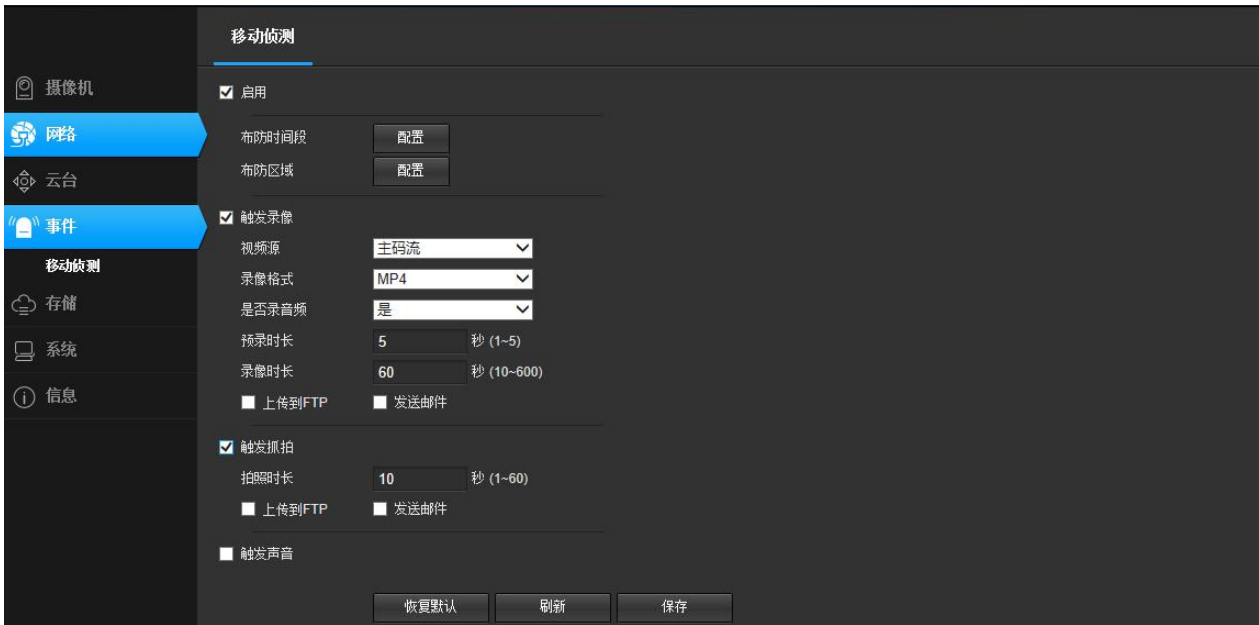 移动侦测
摄像机
网络
云台
事件
移动侦测
存储
系统
信息
启用
布防时间段 配置
布防区域 配置
触发录像
视频源 主码流
录像格式 MP4
是否录音频 是
预录时长 5 秒 (1~5)
录像时长 60 秒 (10~600)
上传到FTP 发送邮件
触发抓拍
拍照时长 10 秒 (1~60)
上传到FTP 发送邮件
触发声音
恢复默认 刷新 保存